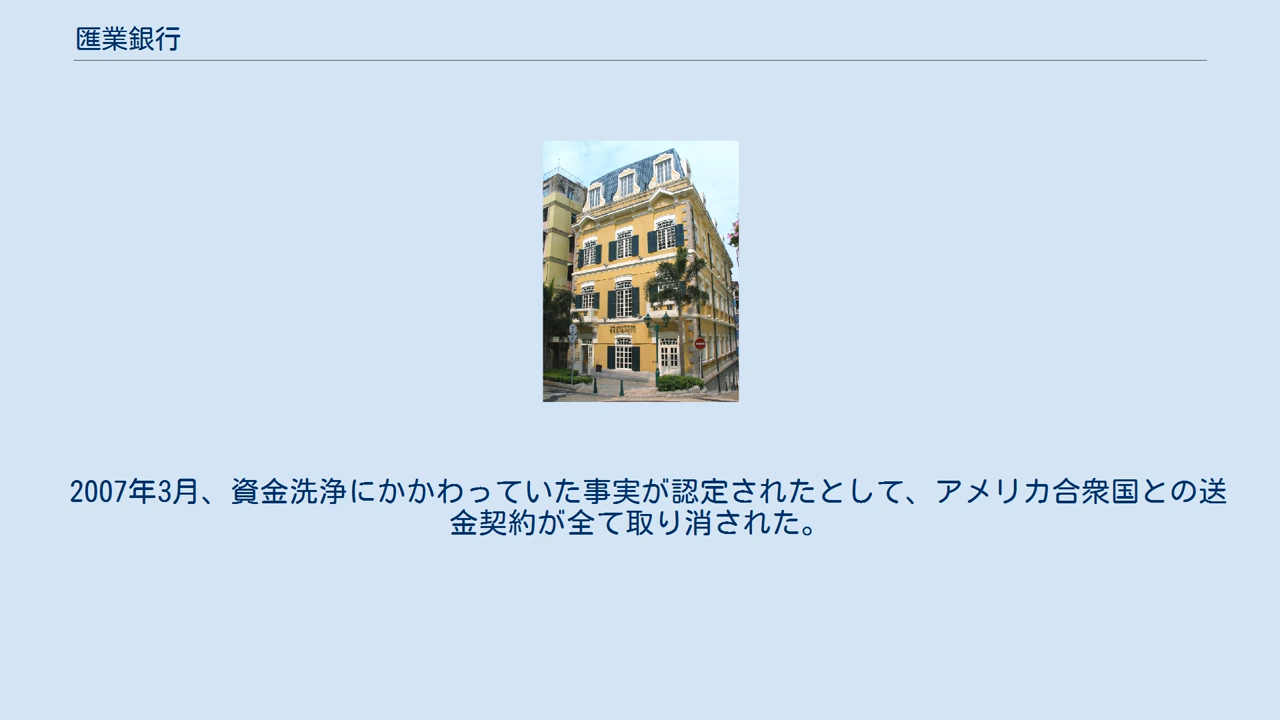 匯業銀行
2007年3月、資金洗浄にかかわっていた事実が認定されたとして、アメリカ合衆国との送
金契約が全て取り消された。